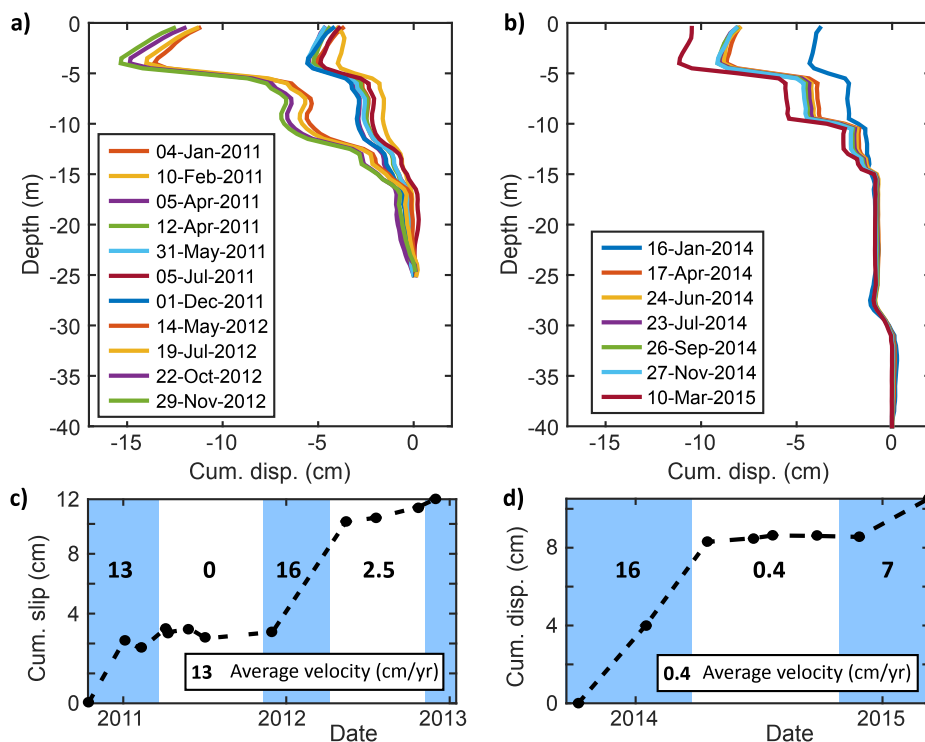 a)
0
-5
-10
-15
-20
-25
-30
-35
-40
Depth (m)
04-Jan-2011
10-Feb-2011
05-Apr-2011
12-Apr-2011
31-May-2011
05-Jul-2011
01-Dec-2011
14-May-2012
19-Jul-2012
22-Oct-2012
29-Nov-2012
-15 -10 -5 0
Cum. disp. (cm)
b)
0
-5
-10
-15
-20
-25
-30
-35
-40
Depth (m)
16-Jan-2014
17-Apr-2014
24-Jun-2014
23-Jul-2014
26-Sep-2014
27-Nov-2014
10-Mar-2015
-15 -10 -5 0
Cum. disp. (cm)
c)
12
8
4
0
Cum. slip (cm)
13 0 16 2.5
13 Average velocity (cm/yr)
2011 2012 2013
Date
d)
8
4
0
Cum. disp. (cm)
16 0.4 7
0.4 Average velocity (cm/yr)
2014 2015
Date